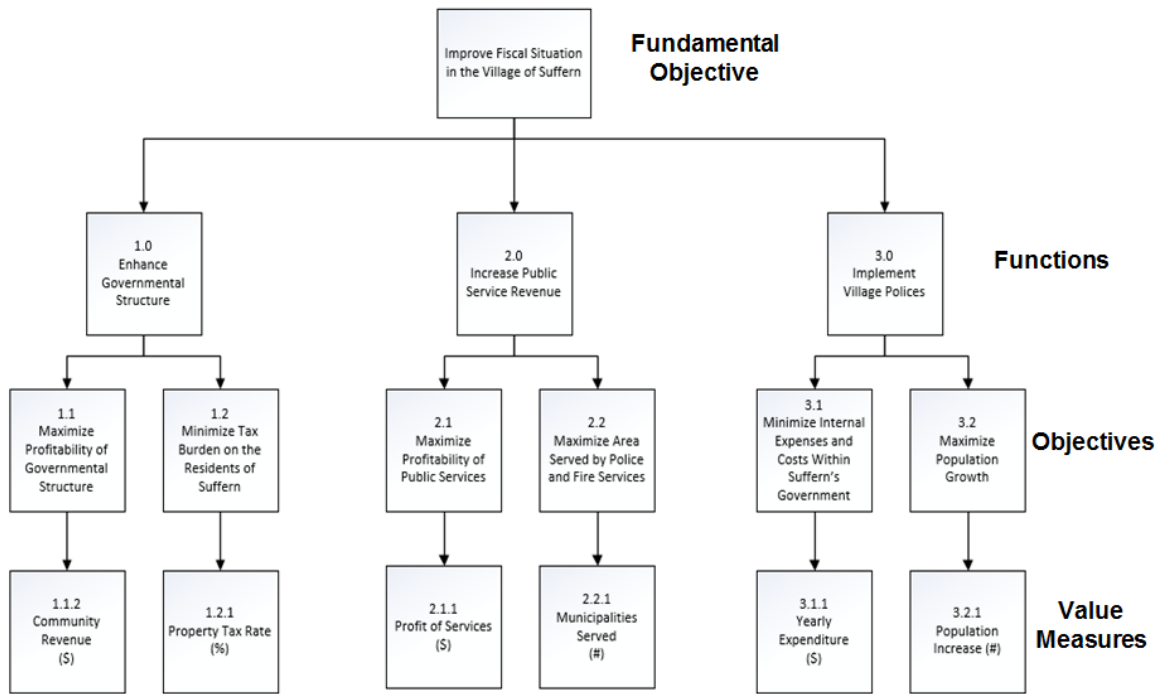 Improve Fiscal Situation
in the Village of Suffern
Fundamental
Objective
1.0
Enhance
Governmental
Structure
2.0
Increase Public
Service Revenue
3.0
Implement
Village Polices
Functions
1.1
Maximize
Profitability of
Governmental
Structure
1.2
Minimize Tax
Burden on the
Residents of
Suffern
2.1
Maximize
Profitability of
Public Services
2.2
Maximize Area
Served by Police
and Fire Services
3.1
Minimize Internal
Expenses and
Costs Within
Suffern’s
Government
3.2
Maximize
Population
Growth
Objectives
1.1.2
Community
Revenue
($)
1.2.1
Property Tax Rate
(%)
2.1.1
Profit of Services
($)
2.2.1
Municipalities
Served
(#)
3.1.1
Yearly
Expenditure
($)
3.2.1
Population
Increase (#)
Value
Measures